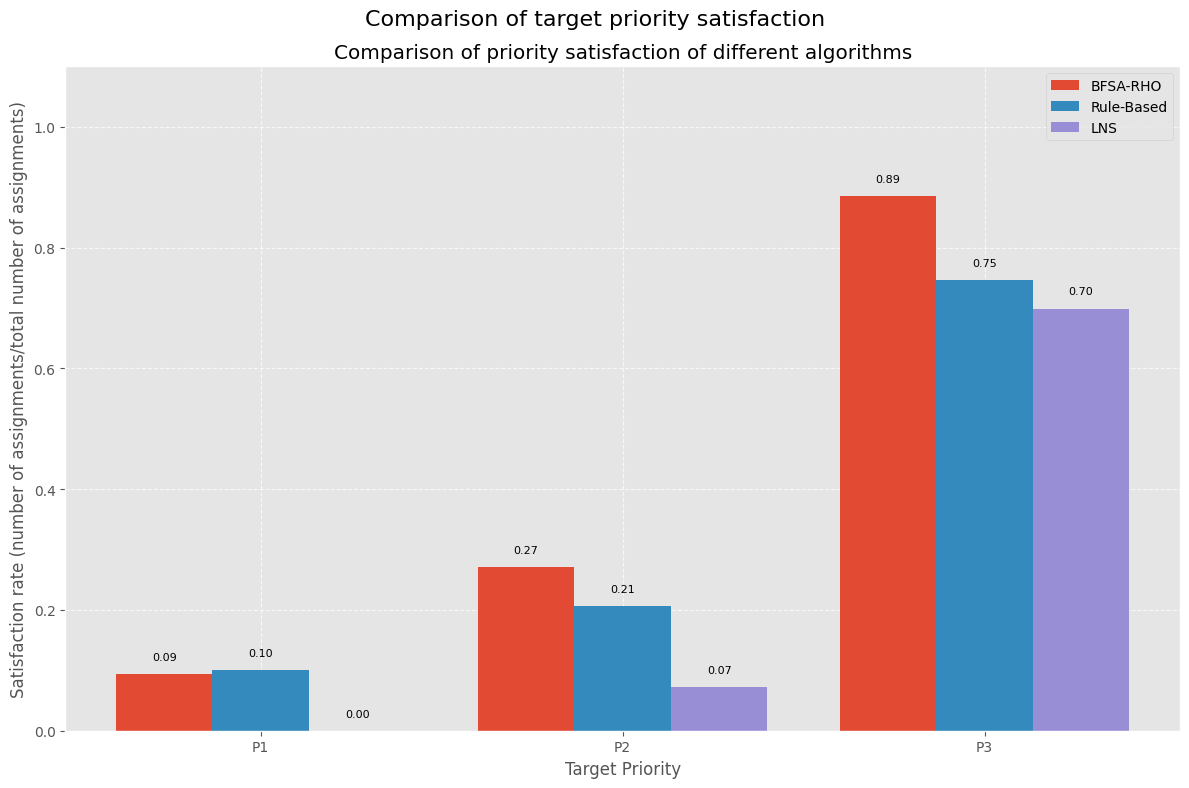 Comparison of target priority satisfaction
Comparison of priority satisfaction of different algorithms
Satisfaction rate (number of assignments/total number of assignments)
1.0
0.8
0.6
0.4
0.2
0.0
BFSA-RHO
Rule-Based
LNS
0.09
0.10
0.00
0.27
0.21
0.07
0.89
0.75
0.70
P1
P2
P3
Target Priority